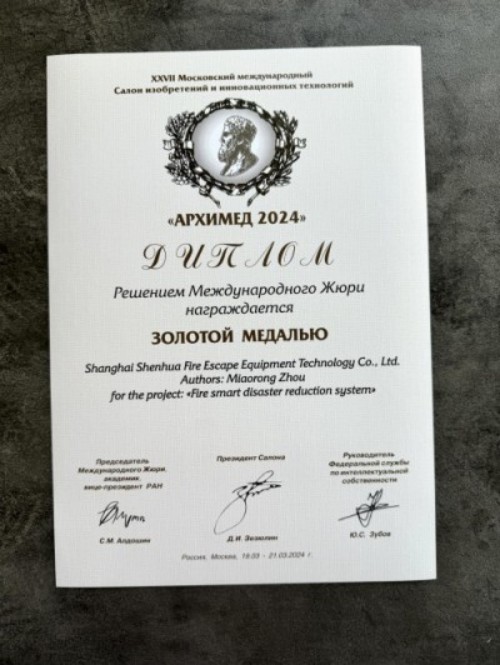 XXVII Московский международный
Салон изобретений и инновационных технологий
«АРХИМЕД 2024»
ДИПЛОМ
Решением Международного Жюри
награждается
ЗОЛОТОЙ МЕДАЛЬЮ
Shanghai Shenhua Fire Escape Equipment Technology Co., Ltd.
Authors: Miaorong Zhou
for the project: «Fire smart disaster reduction system»
Председатель
Международного Жюри,
академик,
вице-президент РАН
С.М. Алдошин
Президент Салона
Д.И. Зезюлин
Руководитель
Федеральной службы
по интеллектуальной
собственности
Ю.С. Зубов
Россия, Москва, 19.03 - 21.03.2024 г.